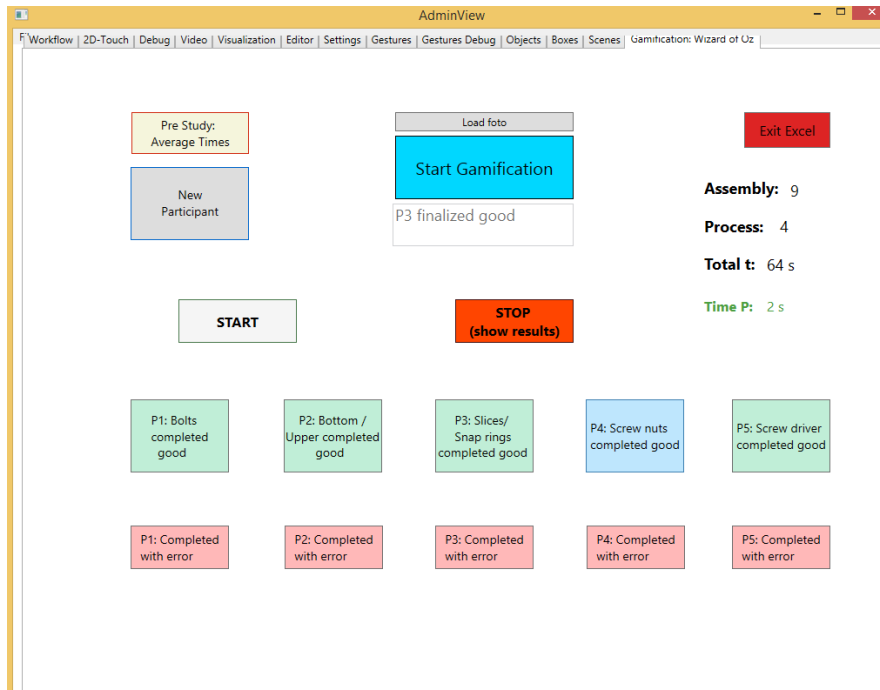 AdminView
Workflow | 2D-Touch | Debug | Video | Visualization | Editor | Settings | Gestures | Gestures Debug | Objects | Boxes | Scenes | Gamification: Wizard of Oz
Pre Study:
Average Times
Load foto
Exit Excel
Start Gamification
New
Participant
Assembly: 9
P3 finalized good
Process: 4
Total t: 64 s
Time P: 2 s
START
STOP
(show results)
P1: Bolts
completed
good
P2: Bottom /
Upper completed
good
P3: Slices/
Snap rings
completed good
P4: Screw nuts
completed good
P5: Screw driver
completed good
P1: Completed
with error
P2: Completed
with error
P3: Completed
with error
P4: Completed
with error
P5: Completed
with error